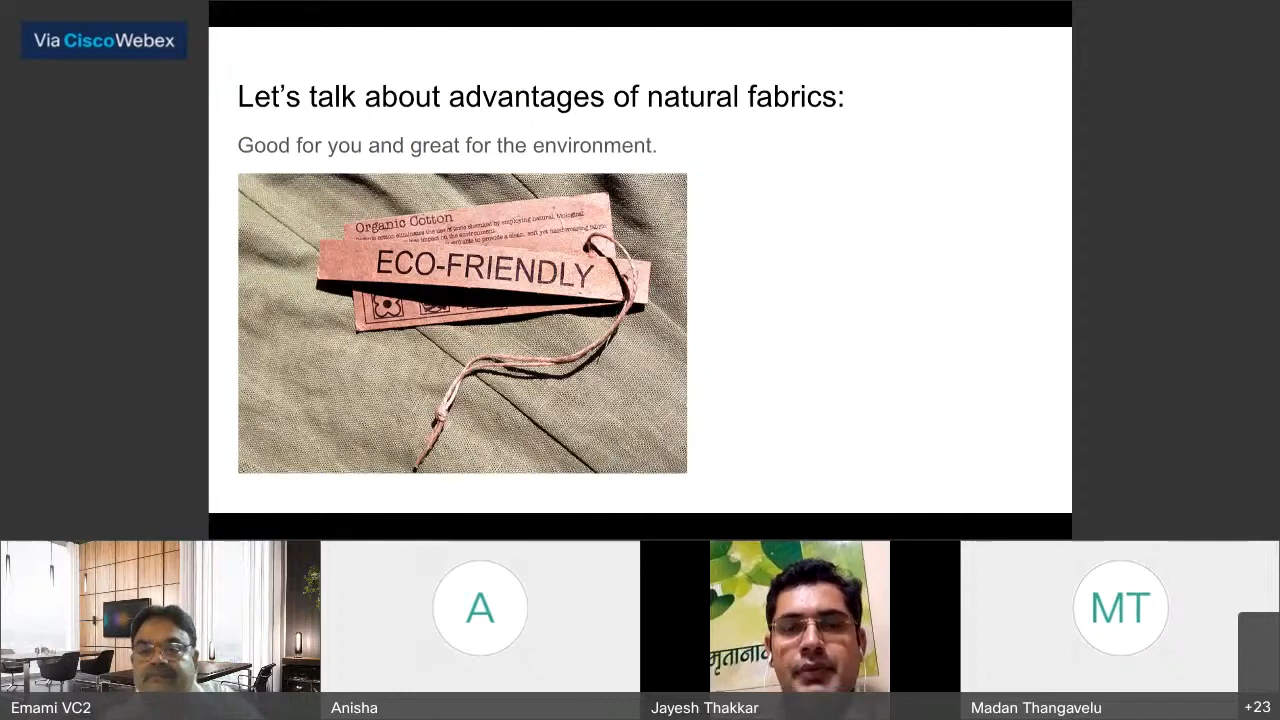 Via CiscoWebex
Let's talk about advantages of natural fabrics:
Good for you and great for the environment.
Organic Cotton
ECO-FRIENDLY
A
MT
Emami VC2
Anisha
Jayesh Thakkar
Madan Thangavelu
+23